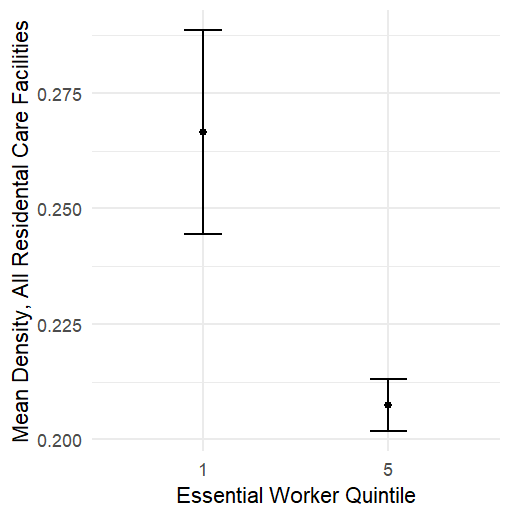 Mean Density, All Residental Care Facilities
0.275
0.250
0.225
0.200
1 5
Essential Worker Quintile